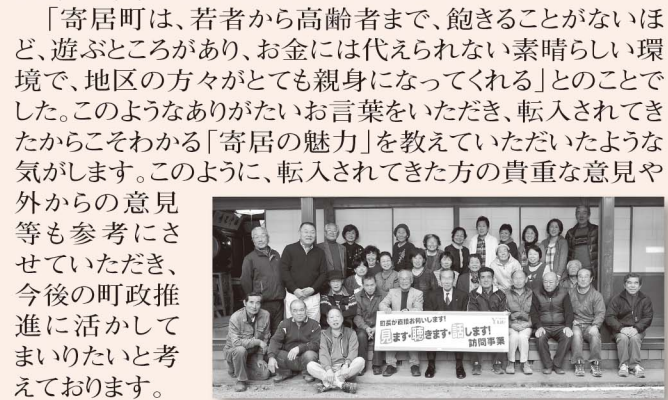 「寄居町は、若者から高齢者まで、飽きることがないほ
ど、遊ぶところがあり、お金には代えられない素晴らしい環
境で、地区の方々がとても親身になってくれる」とのことで
した。このようなありがたいお言葉をいただき、転入されてき
たからこそわかる「寄居の魅力」を教えていただいたような
気がします。このように、転入されてきた方の貴重な意見や
外からの意見
等も参考にさ
せていただき、
今後の町政推
進に活かして
まいりたいと考
えております。
町長が直接お伺いします!
見ます・聴きます・話します!
訪問事業